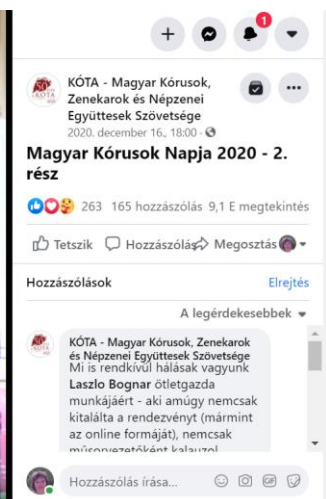 1
KÓTA - Magyar Kórusok,
Zenekarok és Népzenei
Együttesek Szövetsége
2020. december 16., 18:00 ·
Magyar Kórusok Napja 2020 - 2.
rész
263 165 hozzászólás 9,1 E megtekintés
Tetszik Hozzászólás Megosztás
Hozzászólások Elrejtés
A legérdekesebbek
KÓTA - Magyar Kórusok, Zenekarok
és Népzenei Együttesek Szövetsége
Mi is rendkívül hálásak vagyunk
Laszlo Bognar ötletgazda
munkájáért - aki amúgy nemcsak
kitalálta a rendezvényt (mármint
az online formáját), nemcsak
műsorvezetőként kalauzol
Hozzászólás írása...
GIF